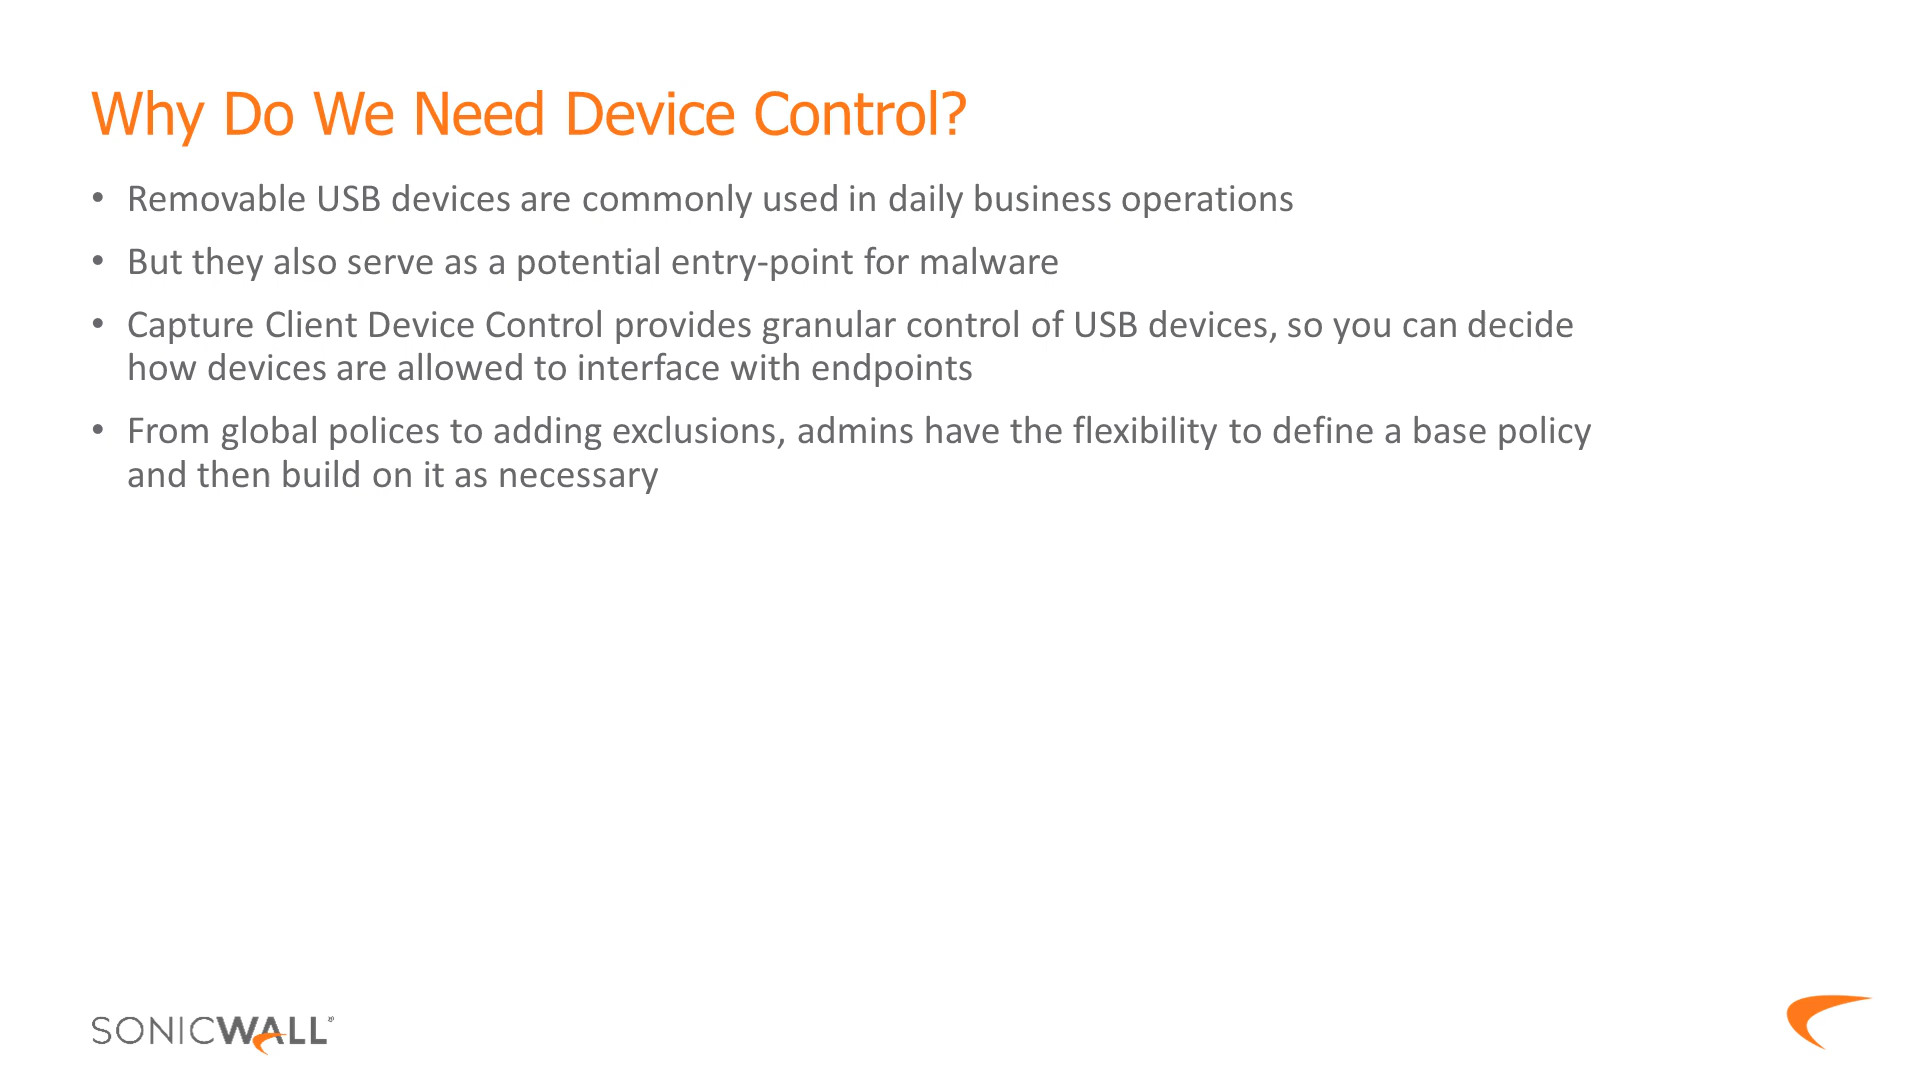 Why Do We Need Device Control?
• Removable USB devices are commonly used in daily business operations
• But they also serve as a potential entry-point for malware
• Capture Client Device Control provides granular control of USB devices, so you can decide
how devices are allowed to interface with endpoints
• From global polices to adding exclusions, admins have the flexibility to define a base policy
and then build on it as necessary
SONICWALL®